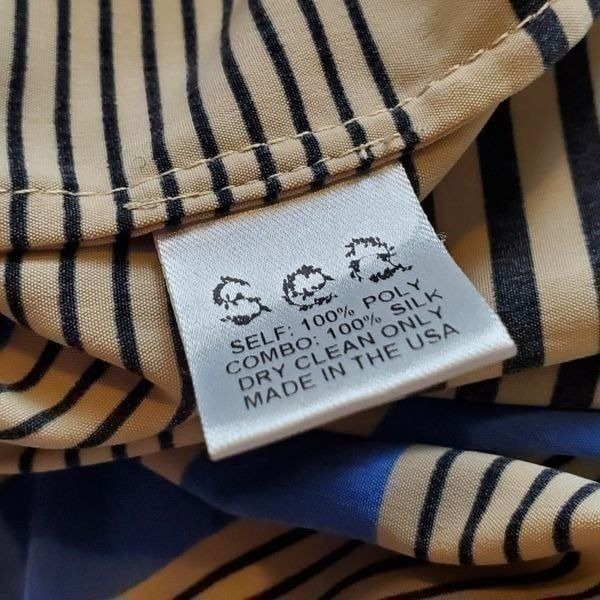 SELF: 100% POLY
COMBO: 100% SILK
DRY CLEAN ONLY
MADE IN THE USA